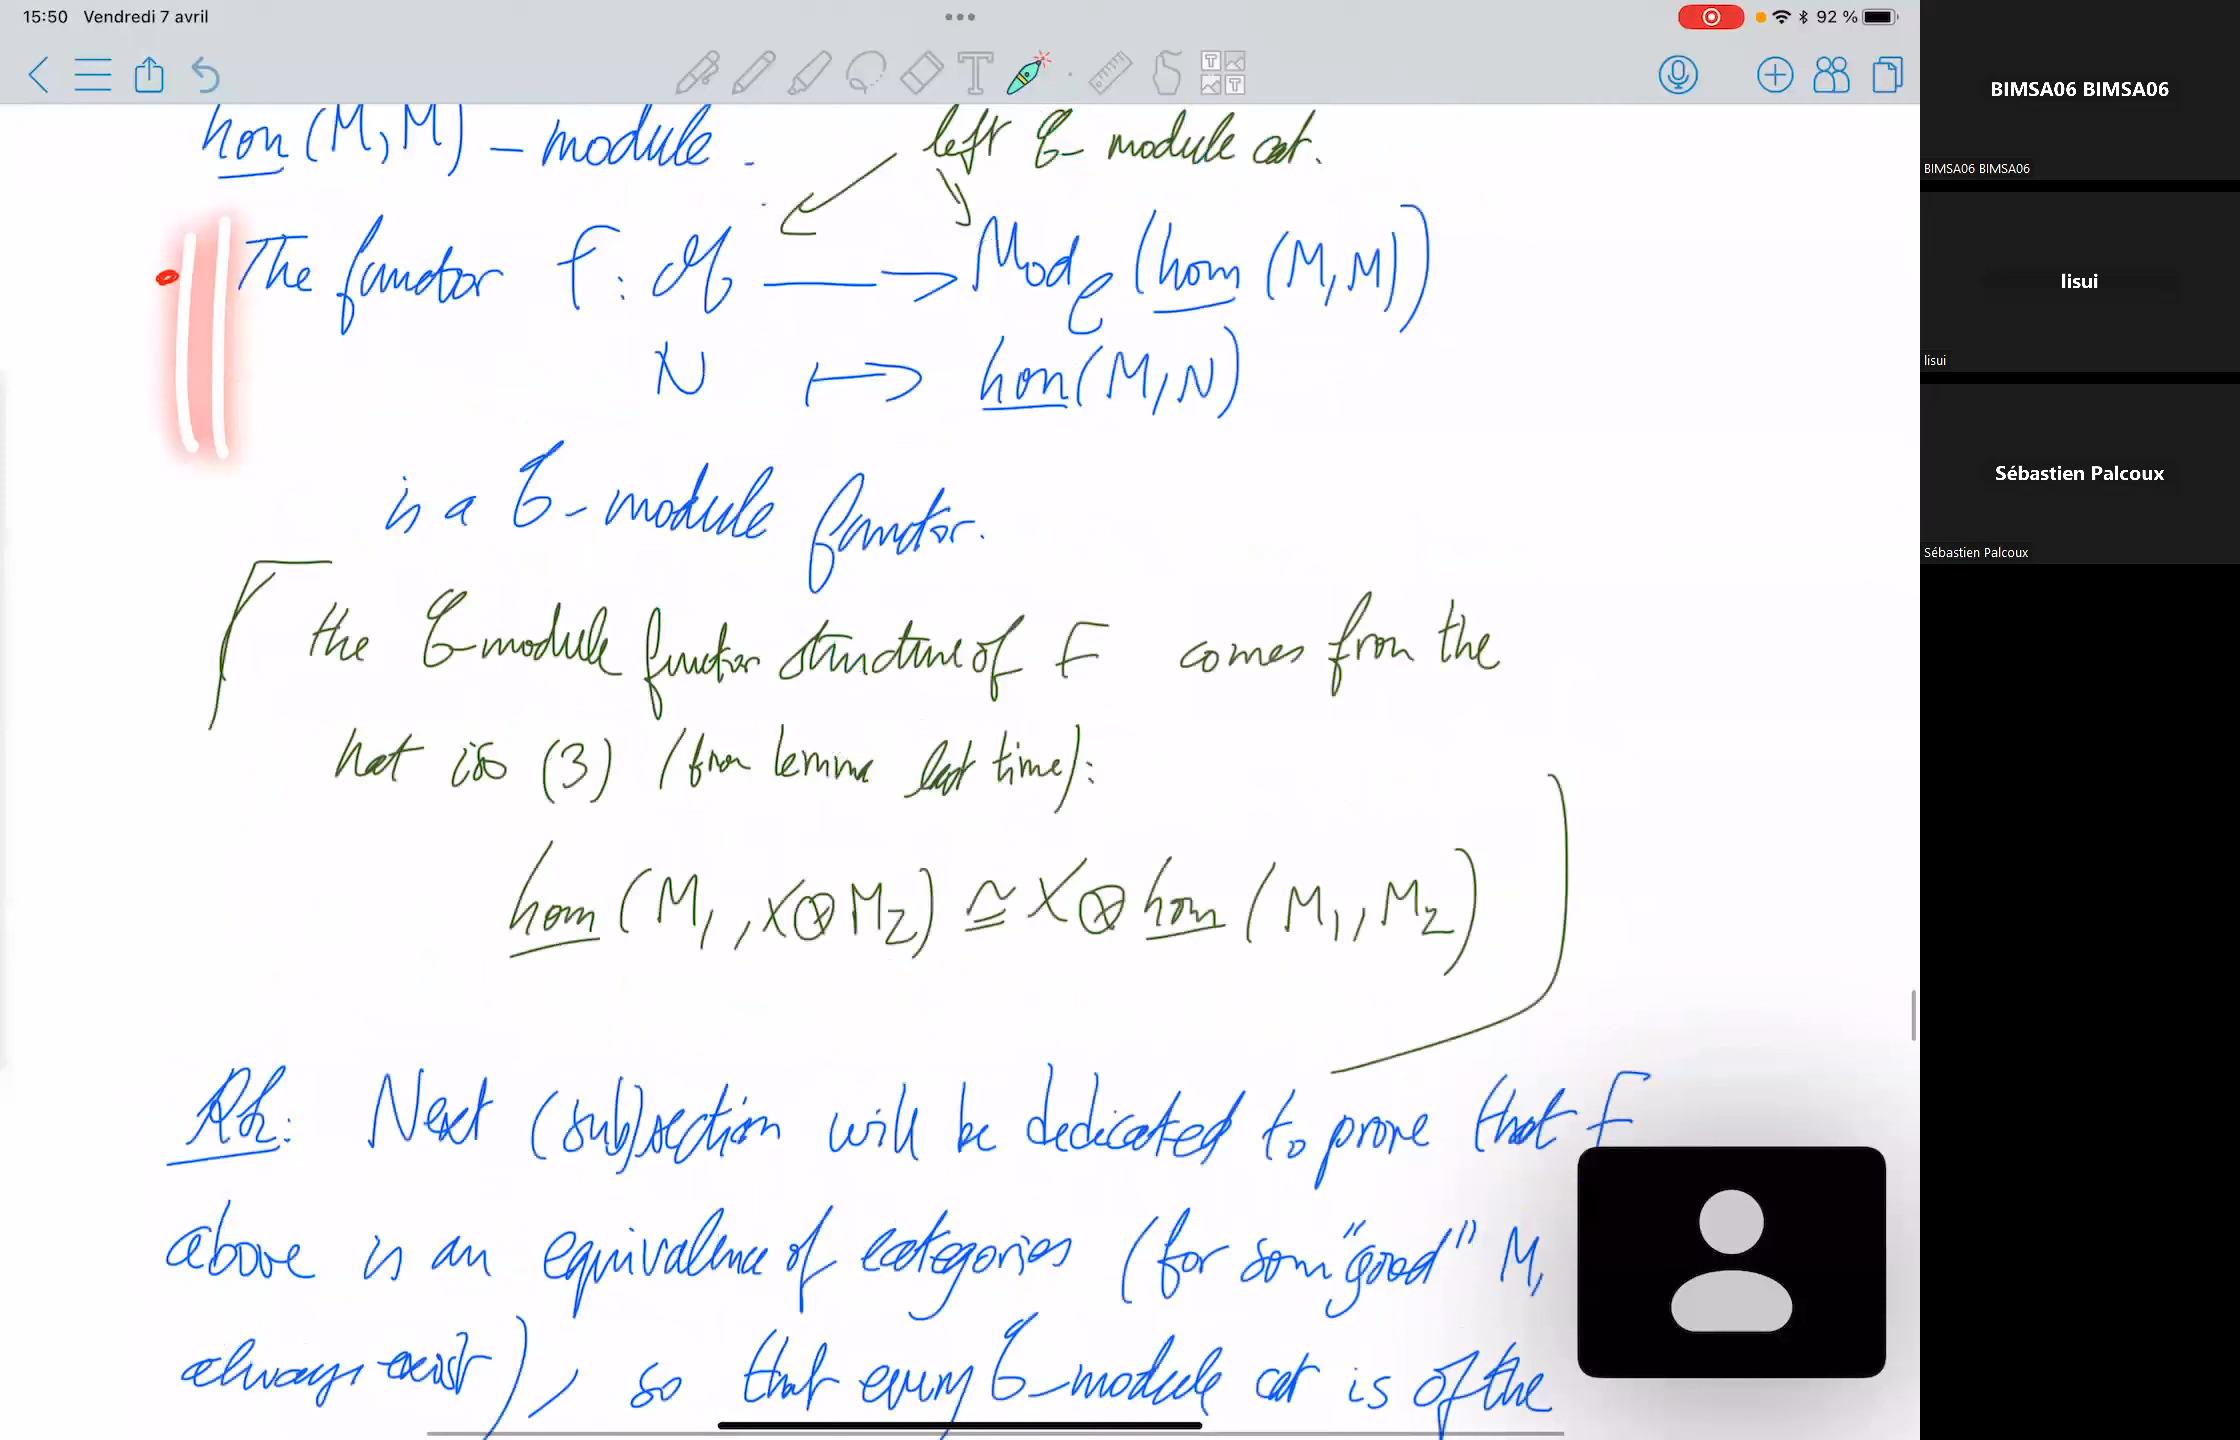 15:50 Vendredi 7 avril
92 %
hom(M,M) – module.
left C– module cat.
The functor F: M → Mod_C (hom (M,M))
N ↦ hom(M,N)
is a C– module functor.
the C–module functor structure of F comes from the
nat iso (3) (from lemma last time):
hom (M₁, X⊗M₂) ≅ X⊗hom (M₁, M₂)
Rk: Next (sub)section will be dedicated to prove that F
above is an equivalence of categories (for some "good" M,
always exist), so that every C–module cat is of the
BIMSA06 BIMSA06
BIMSA06 BIMSA06
lisui
lisui
Sébastien Palcoux
Sébastien Palcoux